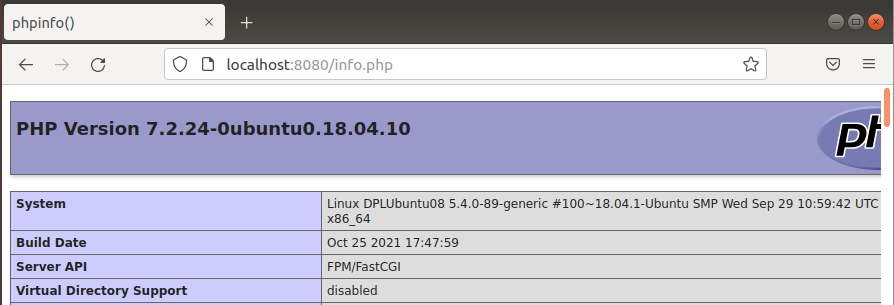 phpinfo()
localhost:8080/info.php
PHP Version 7.2.24-0ubuntu0.18.04.10
ph
System Linux DPLUbuntu08 5.4.0-89-generic #100~18.04.1-Ubuntu SMP Wed Sep 29 10:59:42 UTC
x86_64
Build Date Oct 25 2021 17:47:59
Server API FPM/FastCGI
Virtual Directory Support disabled